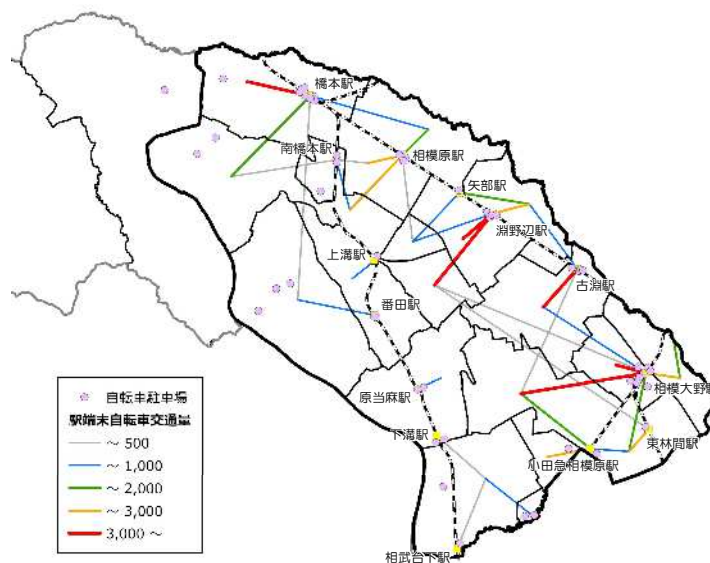 橋本駅
南橋本駅
相模原駅
矢部駅
淵野辺駅
上溝駅
古淵駅
番田駅
原当麻駅
相模大野駅
下溝駅
東林間駅
小田急相模原駅
相武台下駅
自転車駐車場
駅端末自転車交通量
～ 500
～ 1,000
～ 2,000
～ 3,000
3,000 ～